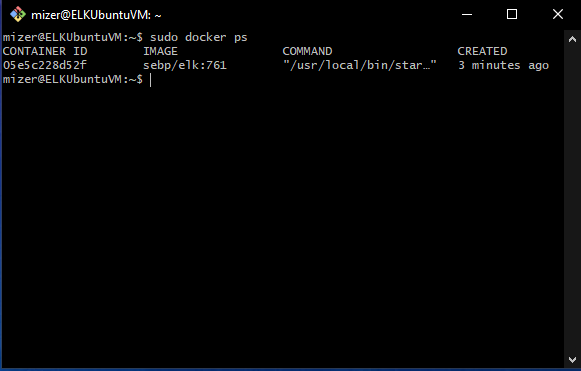 mizer@ELKUbuntuVM: ~
mizer@ELKUbuntuVM:~$ sudo docker ps
CONTAINER ID        IMAGE               COMMAND                  CREATED
05e5c228d52f        sebp/elk:761        "/usr/local/bin/star…"   3 minutes ago
mizer@ELKUbuntuVM:~$